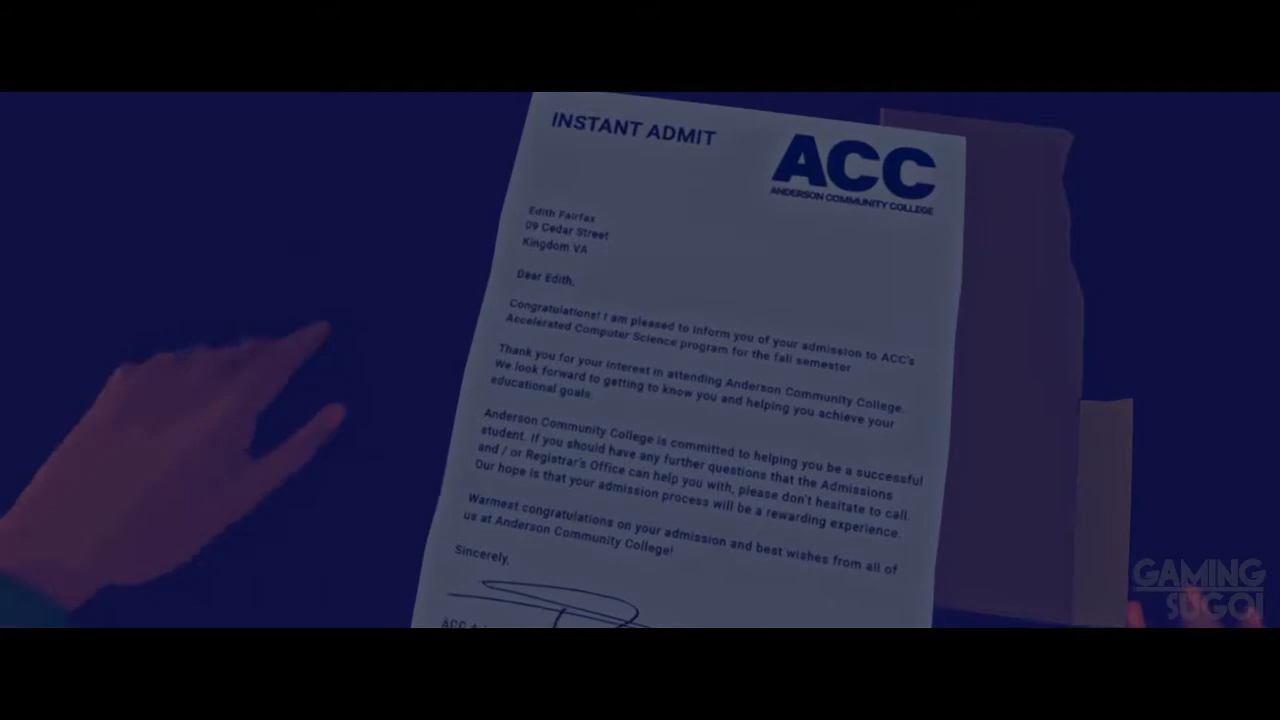 INSTANT ADMIT
ACC
ANDERSON COMMUNITY COLLEGE
Edith Fairfax
09 Cedar Street
Kingdom VA
Dear Edith,
Congratulations! I am pleased to inform you of your admission to ACC's
Accelerated Computer Science program for the fall semester
Thank you for your interest in attending Anderson Community College.
We look forward to getting to know you and helping you achieve your
educational goals.
Anderson Community College is committed to helping you be a successful
student. If you should have any further questions that the Admissions
and / or Registrar's Office can help you with, please don't hesitate to call.
Our hope is that your admission process will be a rewarding experience.
Warmest congratulations on your admission and best wishes from all of
us at Anderson Community College!
Sincerely,
ACC
GAMING
SUGOI